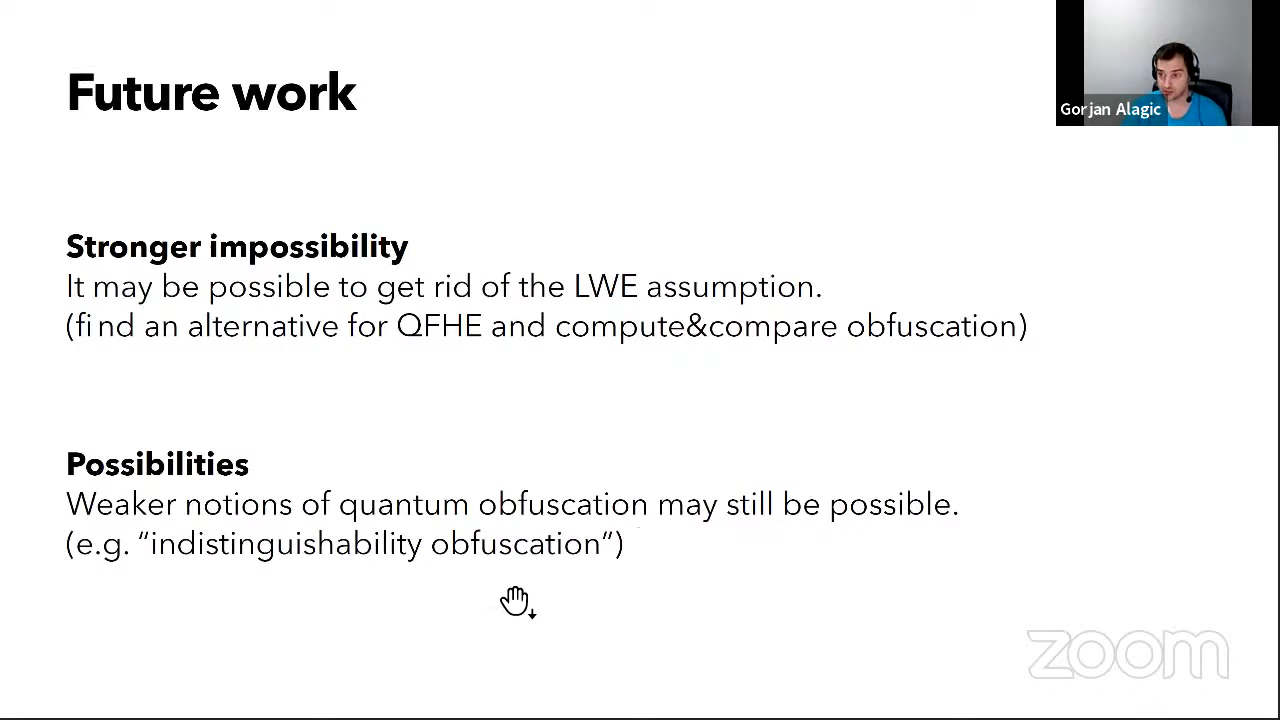 Future work
Gorjan Alagic
Stronger impossibility
It may be possible to get rid of the LWE assumption.
(find an alternative for QFHE and compute&compare obfuscation)
Possibilities
Weaker notions of quantum obfuscation may still be possible.
(e.g. “indistinguishability obfuscation”)
zoom